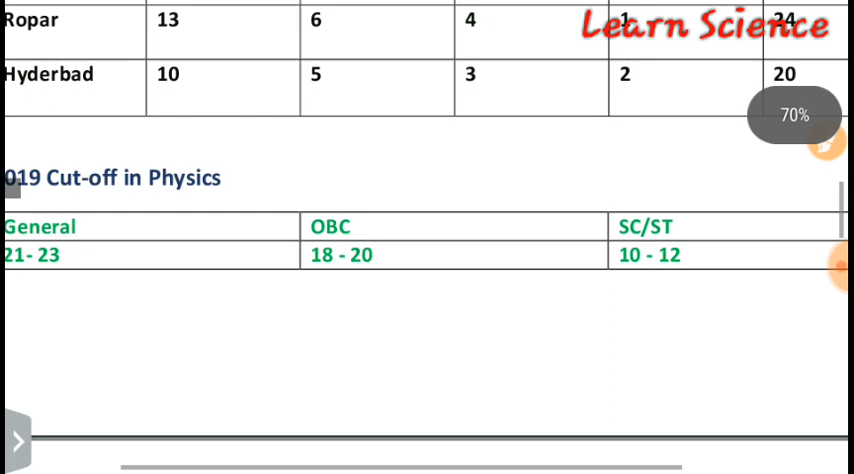 Ropar 13 6 4 1 24
Learn Science
Hyderbad 10 5 3 2 20
70%
019 Cut-off in Physics
General OBC SC/ST
21- 23 18 - 20 10 - 12